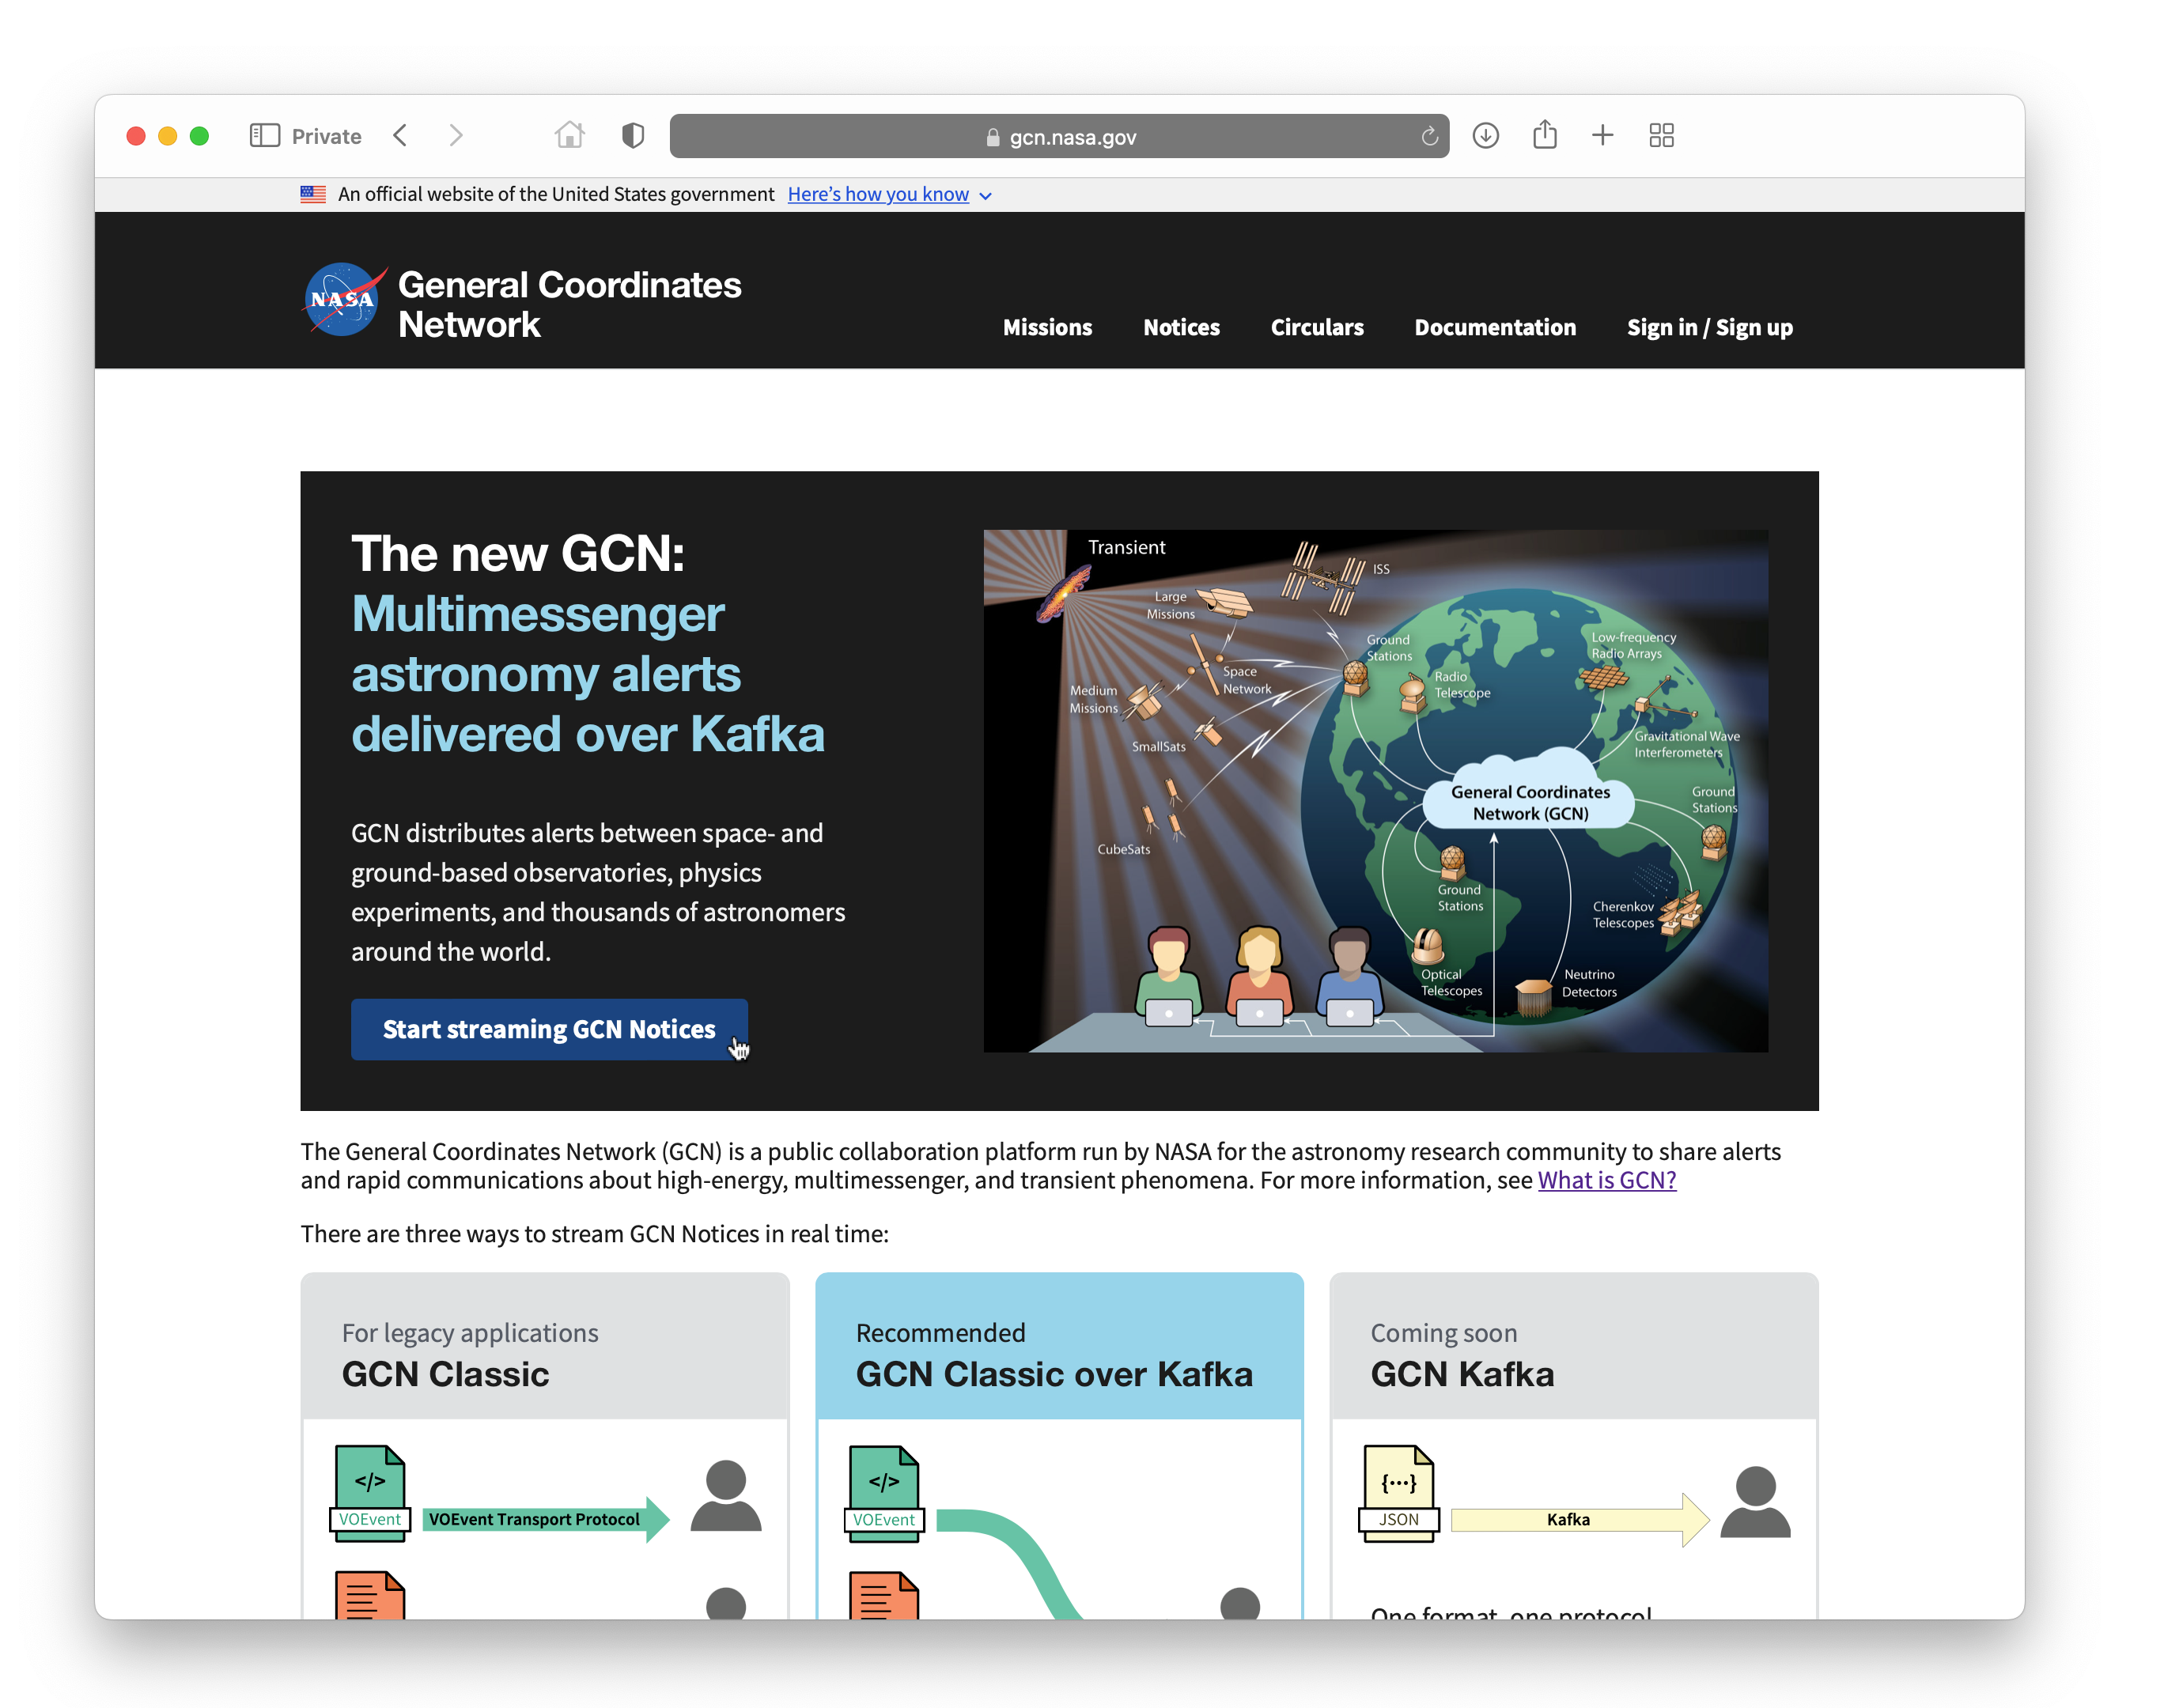 Private
gcn.nasa.gov
An official website of the United States government Here's how you know
NASA
General Coordinates
Network
Missions Notices Circulars Documentation Sign in / Sign up
The new GCN:
Multimessenger
astronomy alerts
delivered over Kafka
GCN distributes alerts between space- and
ground-based observatories, physics
experiments, and thousands of astronomers
around the world.
Start streaming GCN Notices
Transient
ISS
Large
Missions
Ground
Stations
Low-frequency
Radio Arrays
Space
Network
Radio
Telescope
Medium
Missions
SmallSats
Gravitational Wave
Interferometers
General Coordinates
Network (GCN)
Ground
Stations
CubeSats
Ground
Stations
Cherenkov
Telescopes
Optical
Telescopes
Neutrino
Detectors
The General Coordinates Network (GCN) is a public collaboration platform run by NASA for the astronomy research community to share alerts
and rapid communications about high-energy, multimessenger, and transient phenomena. For more information, see What is GCN?
There are three ways to stream GCN Notices in real time:
For legacy applications
GCN Classic
</>
VOEvent
VOEvent Transport Protocol
Recommended
GCN Classic over Kafka
</>
VOEvent
Coming soon
GCN Kafka
{···}
JSON
Kafka
One format, one protocol